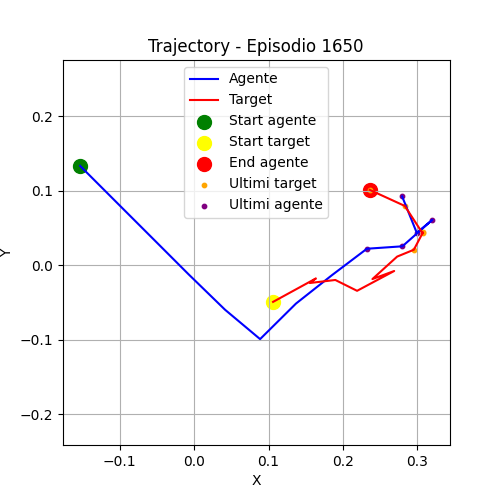 Trajectory - Episodio 1650
Agente
Target
Start agente
Start target
End agente
Ultimi target
Ultimi agente
Y
0.2
0.1
0.0
−0.1
−0.2
−0.1
0.0
0.1
0.2
0.3
X